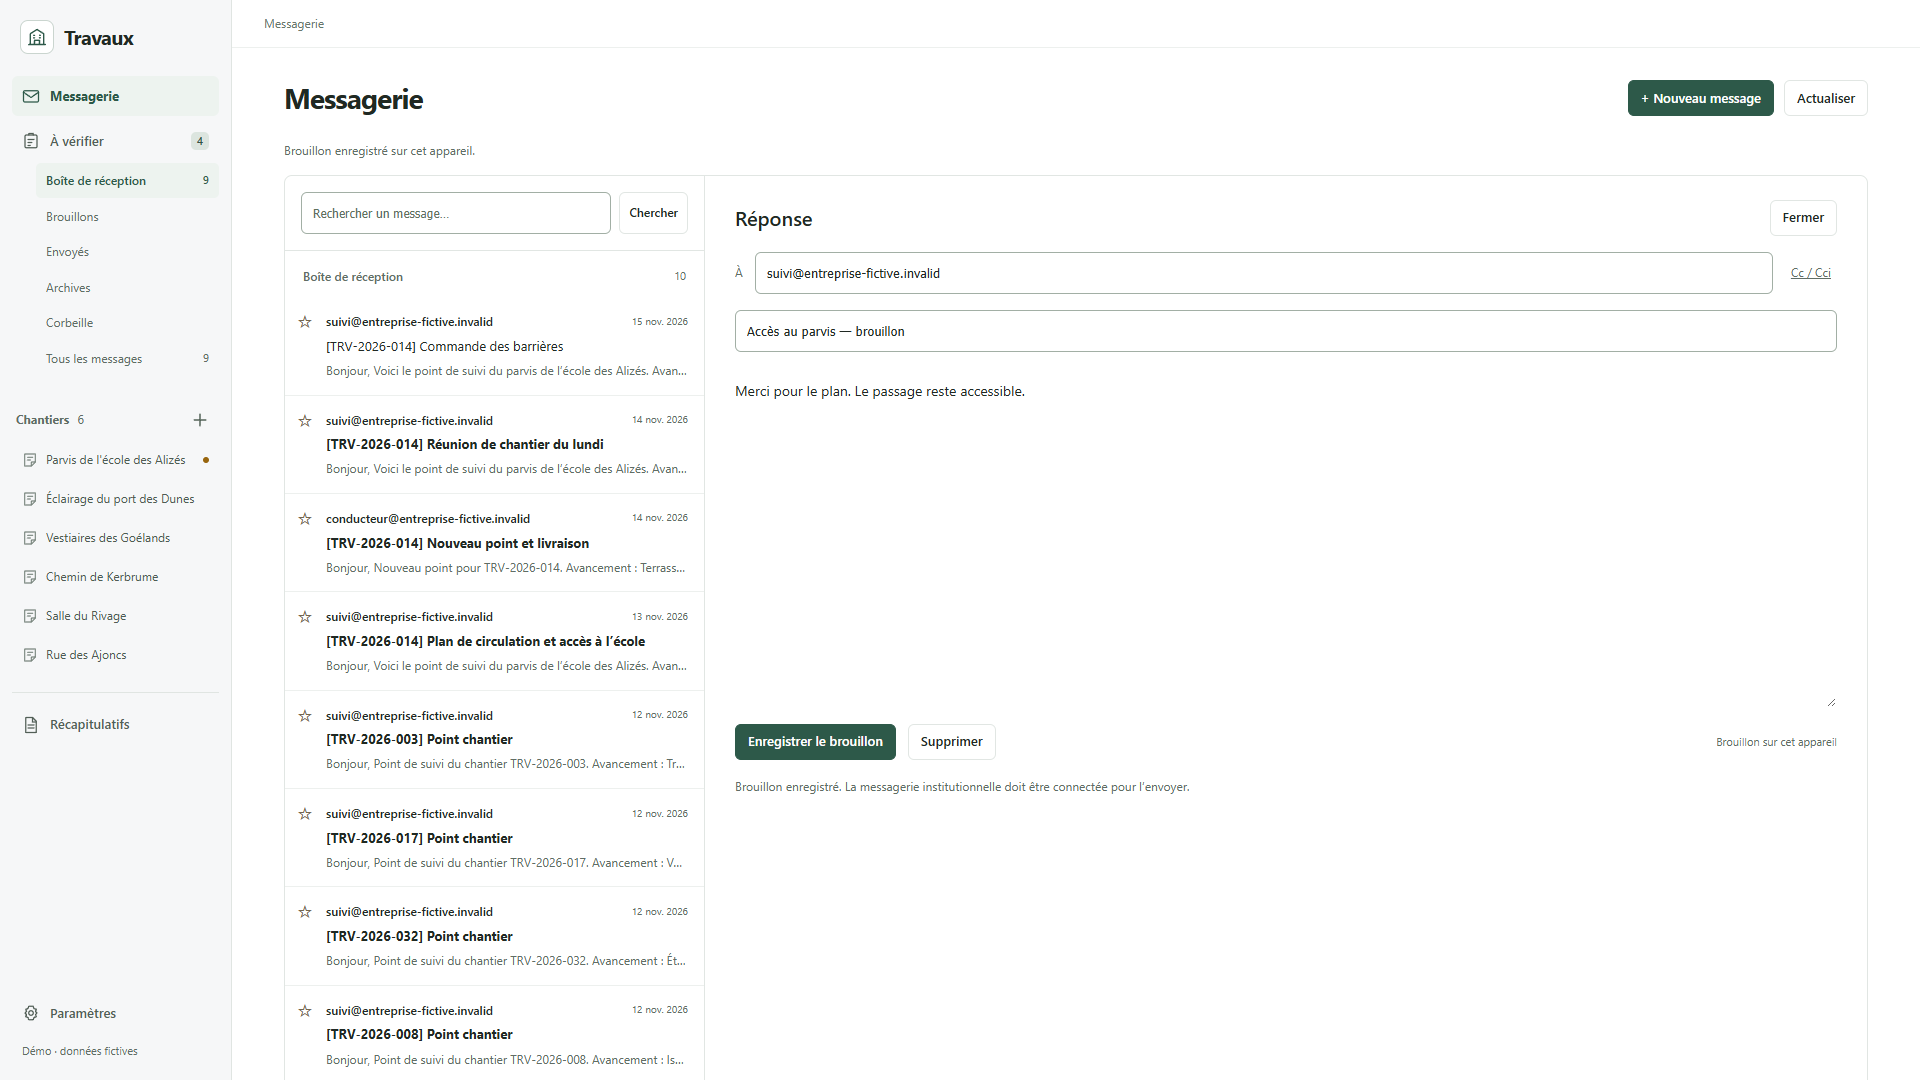 Travaux
Messagerie
À vérifier 4
Boîte de réception 9
Brouillons
Envoyés
Archives
Corbeille
Tous les messages 9
Chantiers 6
Parvis de l'école des Alizés
Éclairage du port des Dunes
Vestiaires des Goélands
Chemin de Kerbrume
Salle du Rivage
Rue des Ajoncs
Récapitulatifs
Paramètres
Démo · données fictives
Messagerie
Messagerie
+ Nouveau message
Actualiser
Brouillon enregistré sur cet appareil.
Rechercher un message...
Chercher
Boîte de réception 10
suivi@entreprise-fictive.invalid 15 nov. 2026
[TRV-2026-014] Commande des barrières
Bonjour, Voici le point de suivi du parvis de l'école des Alizés. Avan...
suivi@entreprise-fictive.invalid 14 nov. 2026
[TRV-2026-014] Réunion de chantier du lundi
Bonjour, Voici le point de suivi du parvis de l'école des Alizés. Avan...
conducteur@entreprise-fictive.invalid 14 nov. 2026
[TRV-2026-014] Nouveau point et livraison
Bonjour, Nouveau point pour TRV-2026-014. Avancement : Terrass...
suivi@entreprise-fictive.invalid 13 nov. 2026
[TRV-2026-014] Plan de circulation et accès à l'école
Bonjour, Voici le point de suivi du parvis de l'école des Alizés. Avan...
suivi@entreprise-fictive.invalid 12 nov. 2026
[TRV-2026-003] Point chantier
Bonjour, Point de suivi du chantier TRV-2026-003. Avancement : Tr...
suivi@entreprise-fictive.invalid 12 nov. 2026
[TRV-2026-017] Point chantier
Bonjour, Point de suivi du chantier TRV-2026-017. Avancement : V...
suivi@entreprise-fictive.invalid 12 nov. 2026
[TRV-2026-032] Point chantier
Bonjour, Point de suivi du chantier TRV-2026-032. Avancement : Ét...
suivi@entreprise-fictive.invalid 12 nov. 2026
[TRV-2026-008] Point chantier
Bonjour, Point de suivi du chantier TRV-2026-008. Avancement : Is...
Réponse
Fermer
À suivi@entreprise-fictive.invalid Cc / Cci
Accès au parvis — brouillon
Merci pour le plan. Le passage reste accessible.
Enregistrer le brouillon
Supprimer
Brouillon sur cet appareil
Brouillon enregistré. La messagerie institutionnelle doit être connectée pour l'envoyer.